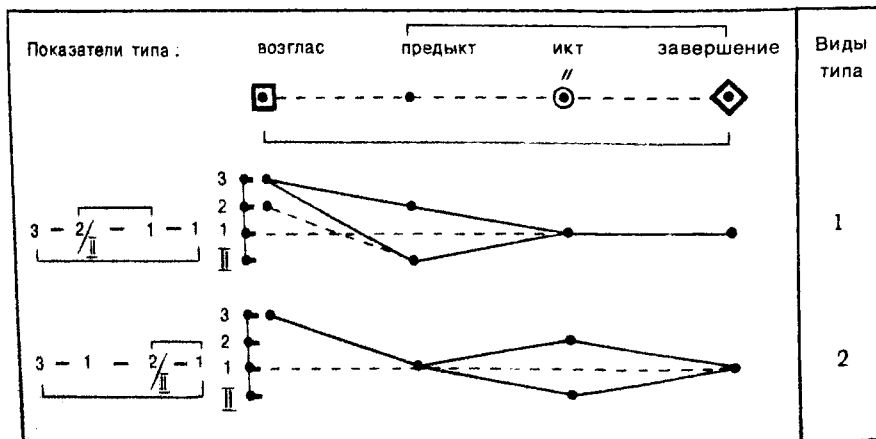 Показатели типа: возглас предыкт икт завершение Виды типа
3
2
3 – 2/II – 1 – 1 1 1
II
3
2
3 – 1 – 2/II – 1 1 2
II